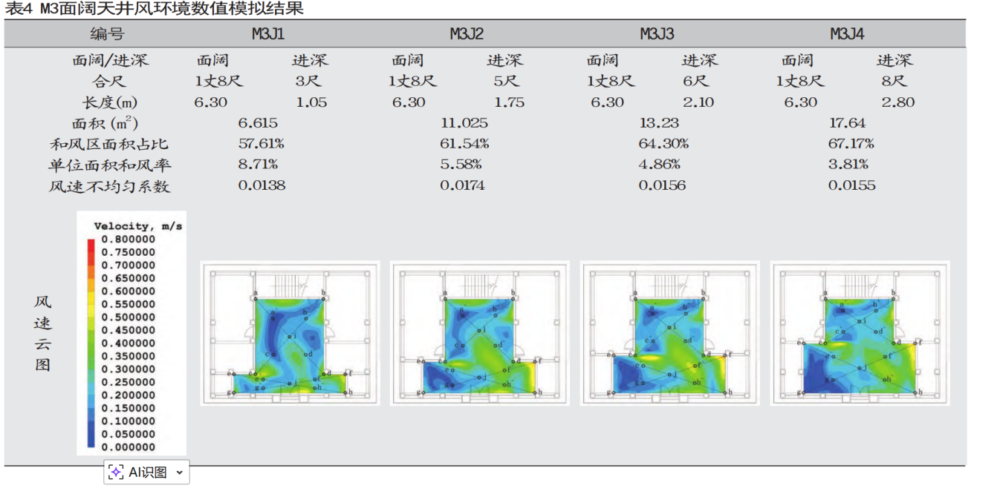 表4 M3面阔天井风环境数值模拟结果
编号 M3J1 M3J2 M3J3 M3J4
面阔/进深 面阔 进深 面阔 进深 面阔 进深 面阔 进深
合尺 1丈8尺 3尺 1丈8尺 5尺 1丈8尺 6尺 1丈8尺 8尺
长度(m) 6.30 1.05 6.30 1.75 6.30 2.10 6.30 2.80
面积 (m²) 6.615 11.025 13.23 17.64
和风区面积占比 57.61% 61.54% 64.30% 67.17%
单位面积和风率 8.71% 5.58% 4.86% 3.81%
风速不均匀系数 0.0138 0.0174 0.0156 0.0155
风速云图
Velocity, m/s
0.800000
0.750000
0.700000
0.650000
0.600000
0.550000
0.500000
0.450000
0.400000
0.350000
0.300000
0.250000
0.200000
0.150000
0.100000
0.050000
0.000000
AI识图